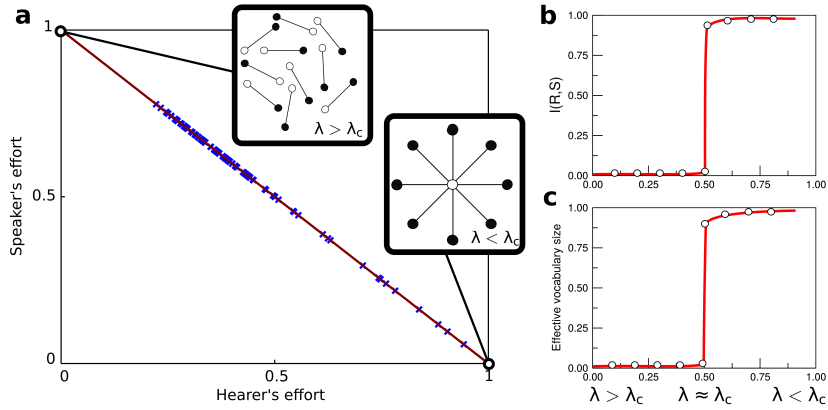 a
1
Speaker's effort
0.5
0
0
0.5
1
Hearer's effort
λ > λc
λ < λc
b
1.00
0.75
0.50
0.25
0.00
I(R,S)
0.00 0.25 0.50 0.75 1.00
c
1.00
0.75
0.50
0.25
0.00
Effective vocabulary size
0.00 0.25 0.50 0.75 1.00
λ > λc λ ≈ λc λ < λc